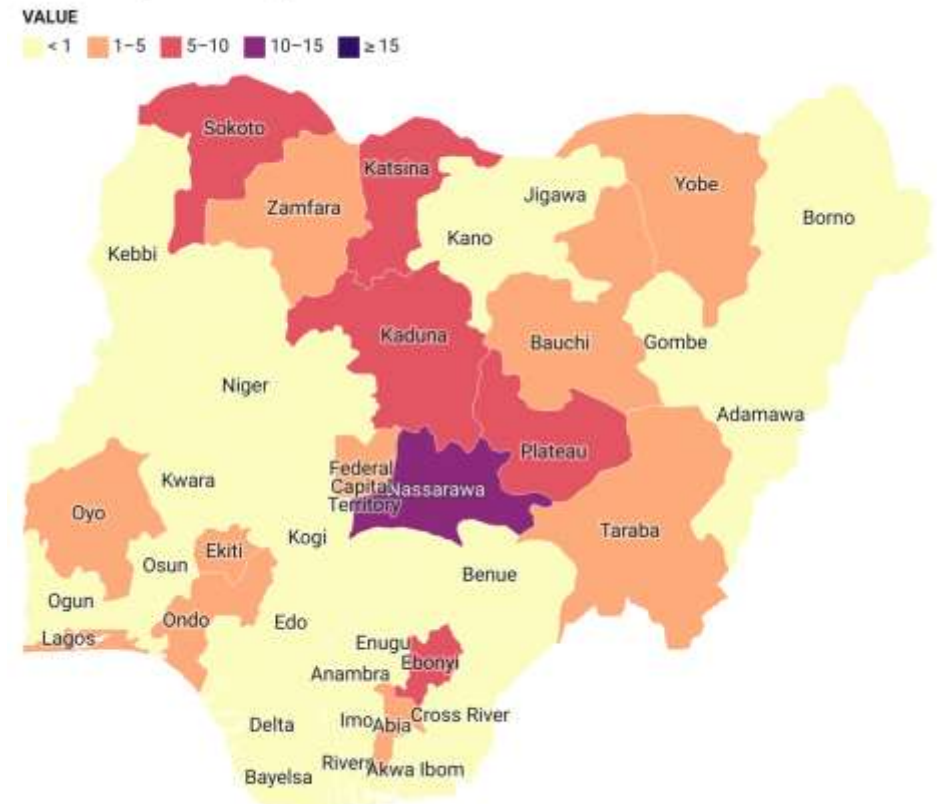 VALUE
< 1 1–5 5–10 10–15 ≥ 15
Sokoto
Katsina
Yobe
Jigawa
Zamfara
Borno
Kano
Kebbi
Kaduna
Bauchi
Gombe
Niger
Adamawa
Plateau
Federal
Capital
Territory
Nassarawa
Kwara
Oyo
Taraba
Kogi
Ekiti
Osun
Benue
Ogun
Ondo
Edo
Lagos
Enugu
Ebonyi
Anambra
Cross River
Imo
Abia
Delta
Rivers
Akwa Ibom
Bayelsa